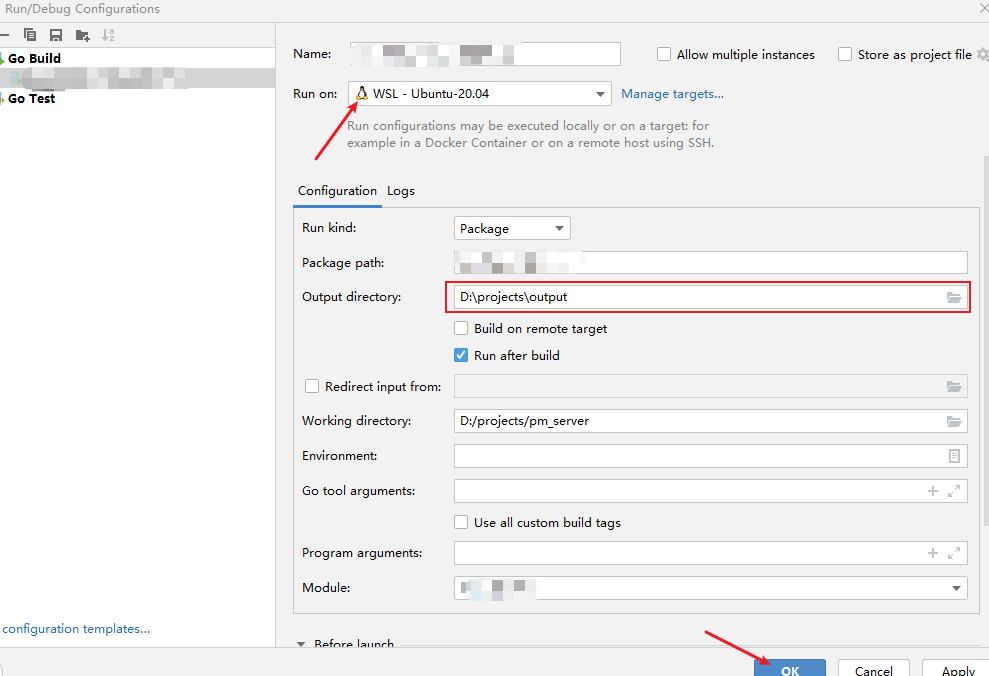 Run/Debug Configurations
Go Build
Go Test
Name:
Allow multiple instances
Store as project file
Run on:
WSL - Ubuntu-20.04
Manage targets...
Run configurations may be executed locally or on a target: for
example in a Docker Container or on a remote host using SSH.
Configuration Logs
Run kind:
Package
Package path:
Output directory:
D:\projects\output
Build on remote target
Run after build
Redirect input from:
Working directory:
D:/projects/pm_server
Environment:
Go tool arguments:
Use all custom build tags
Program arguments:
Module:
configuration templates...
Before launch
OK
Cancel
Apply